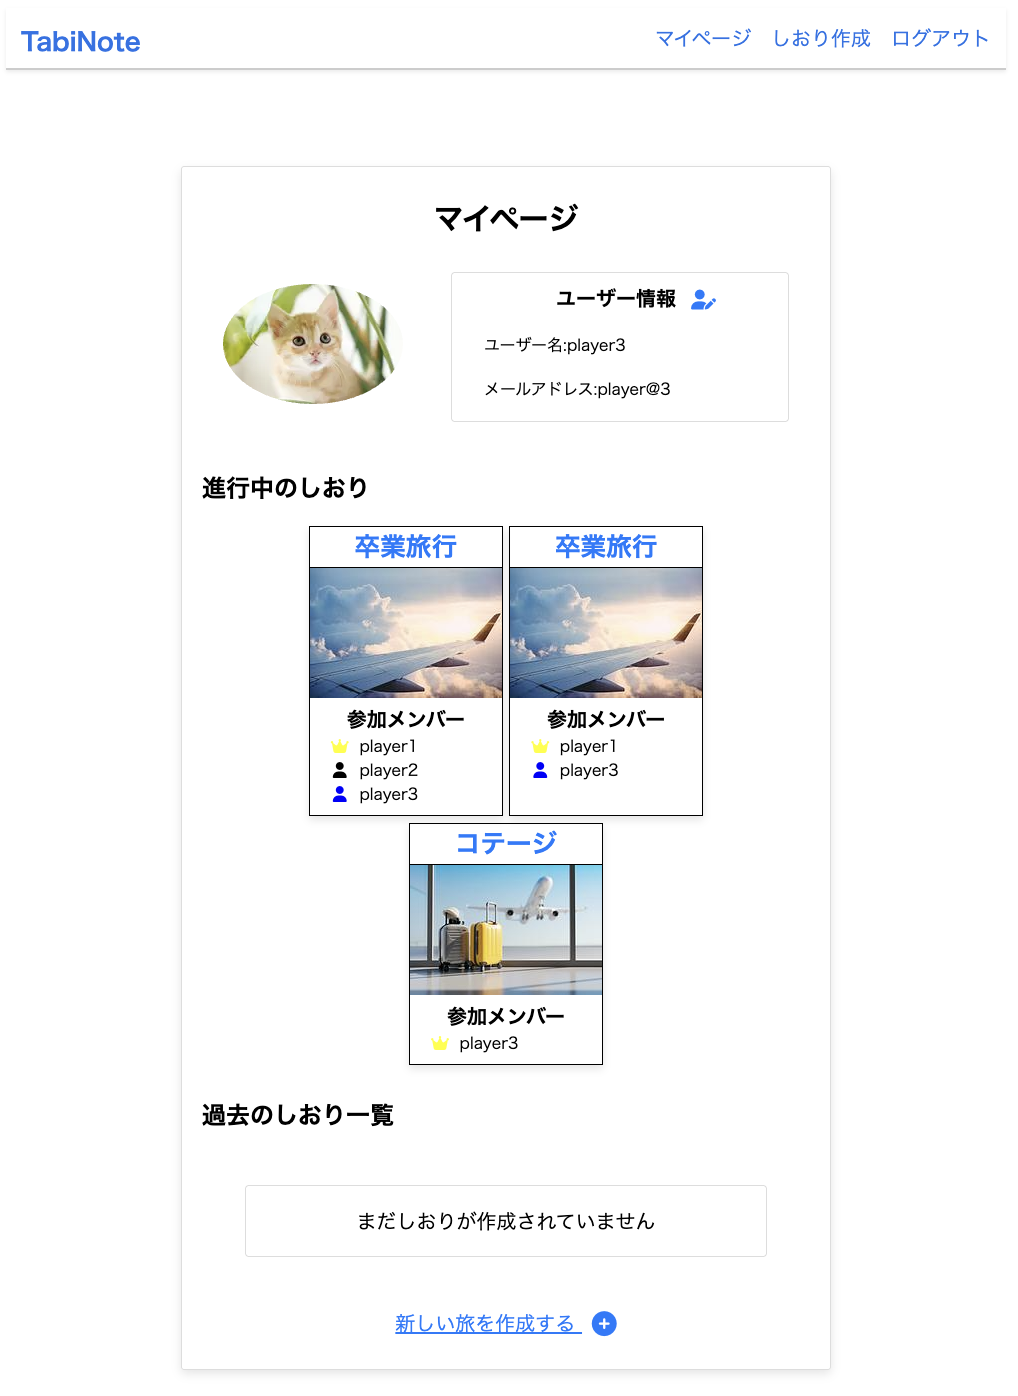 TabiNote
マイページ しおり作成 ログアウト
マイページ
ユーザー情報
ユーザー名:player3
メールアドレス:player@3
進行中のしおり
卒業旅行
参加メンバー
player1
player2
player3
卒業旅行
参加メンバー
player1
player3
コテージ
参加メンバー
player3
過去のしおり一覧
まだしおりが作成されていません
新しい旅を作成する